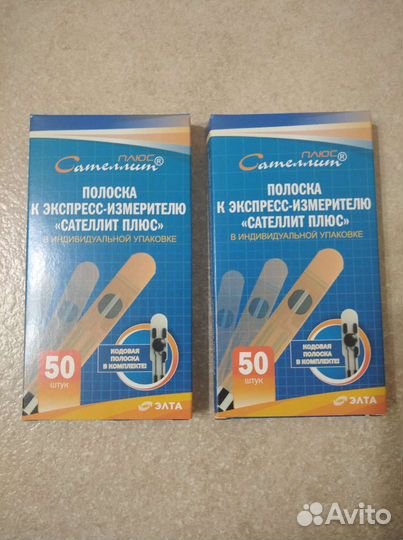 ПЛЮС
Сателлит®
ПОЛОСКА
К ЭКСПРЕСС-ИЗМЕРИТЕЛЮ
«САТЕЛЛИТ ПЛЮС»
В ИНДИВИДУАЛЬНОЙ УПАКОВКЕ
КОДОВАЯ
ПОЛОСКА
В КОМПЛЕКТЕ!
50
штук
ЭЛТА
ПЛЮС
Сателлит®
ПОЛОСКА
К ЭКСПРЕСС-ИЗМЕРИТЕЛЮ
«САТЕЛЛИТ ПЛЮС»
В ИНДИВИДУАЛЬНОЙ УПАКОВКЕ
КОДОВАЯ
ПОЛОСКА
В КОМПЛЕКТЕ!
50
штук
ЭЛТА
Avito